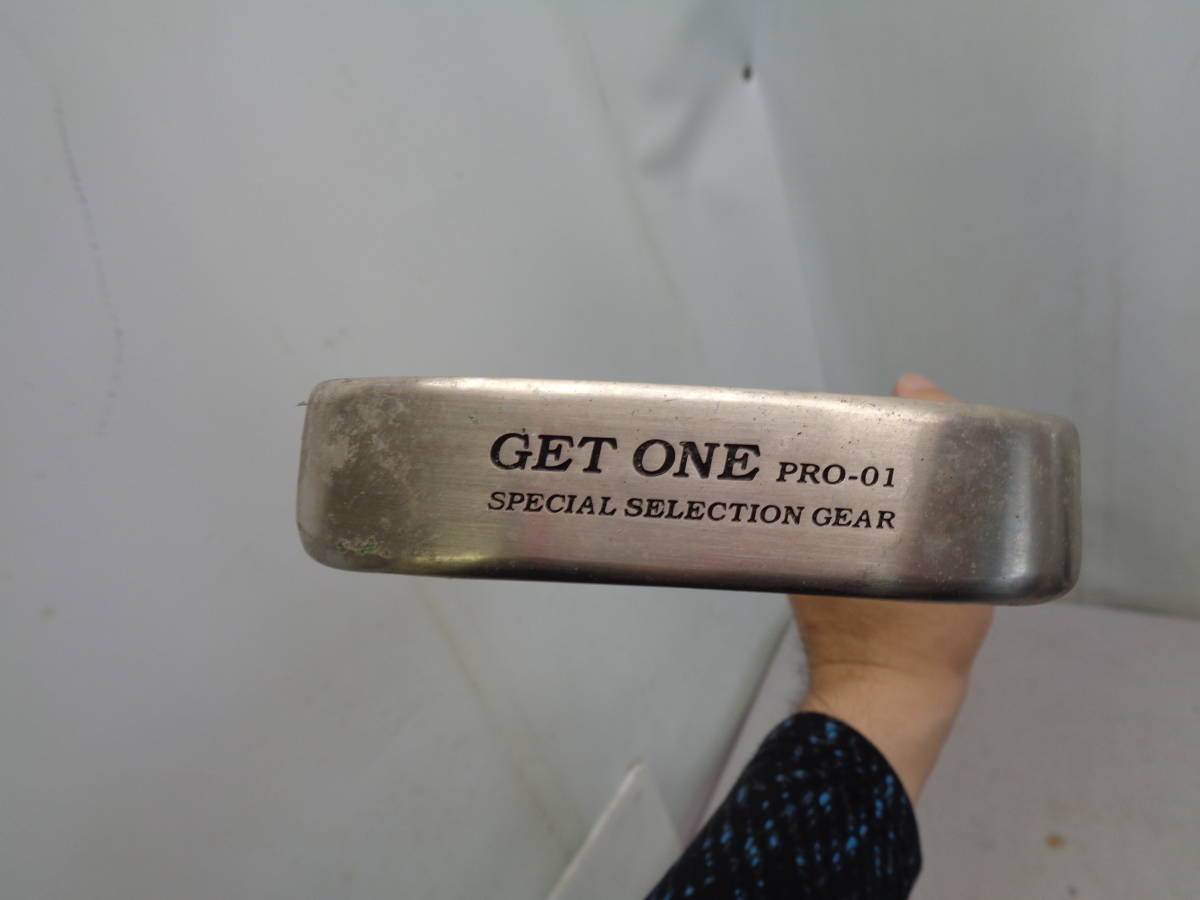 GET ONE PRO-01
SPECIAL SELECTION GEAR